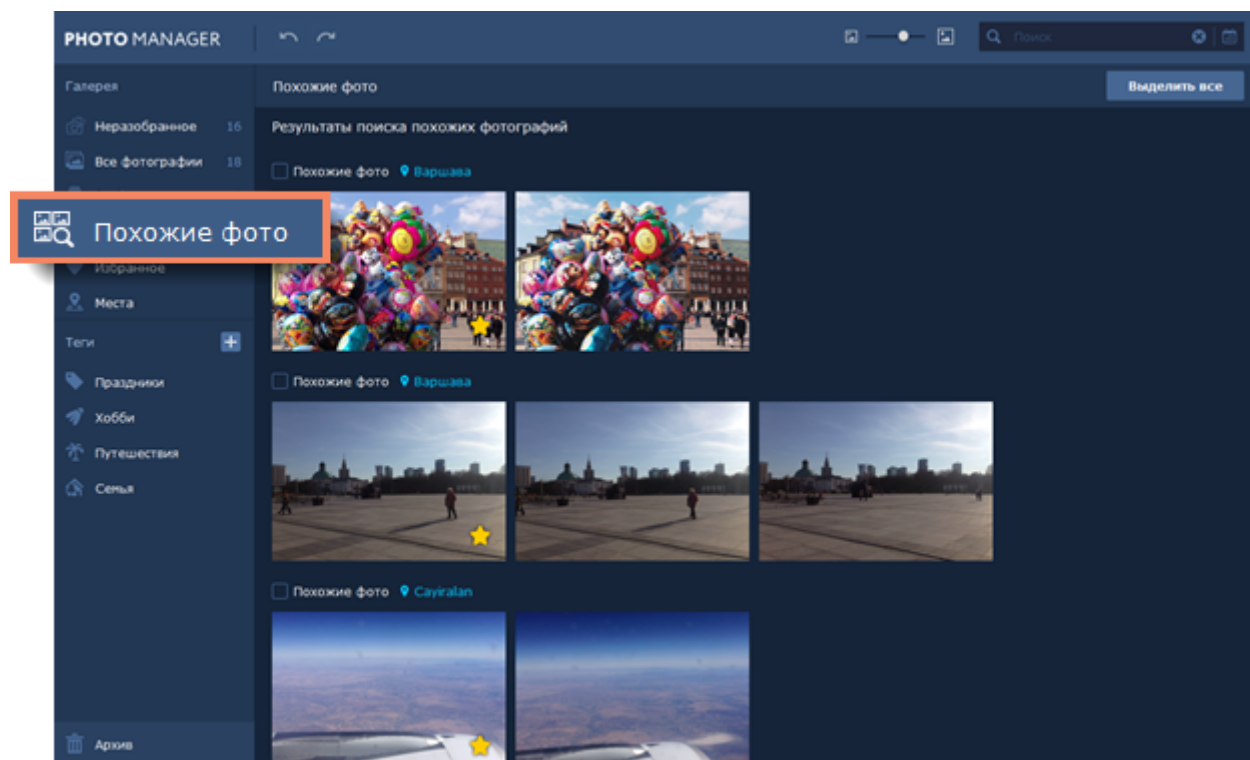 PHOTO MANAGER
Поиск
Галерея
Похожие фото
Выделить все
Неразобранное 16
Результаты поиска похожих фотографий
Все фотографии 18
Похожие фото Варшава
Похожие фото
Избранное
Места
Теги
Похожие фото Варшава
Праздники
Хобби
Путешествия
Семья
Похожие фото Cayiralan
Архив